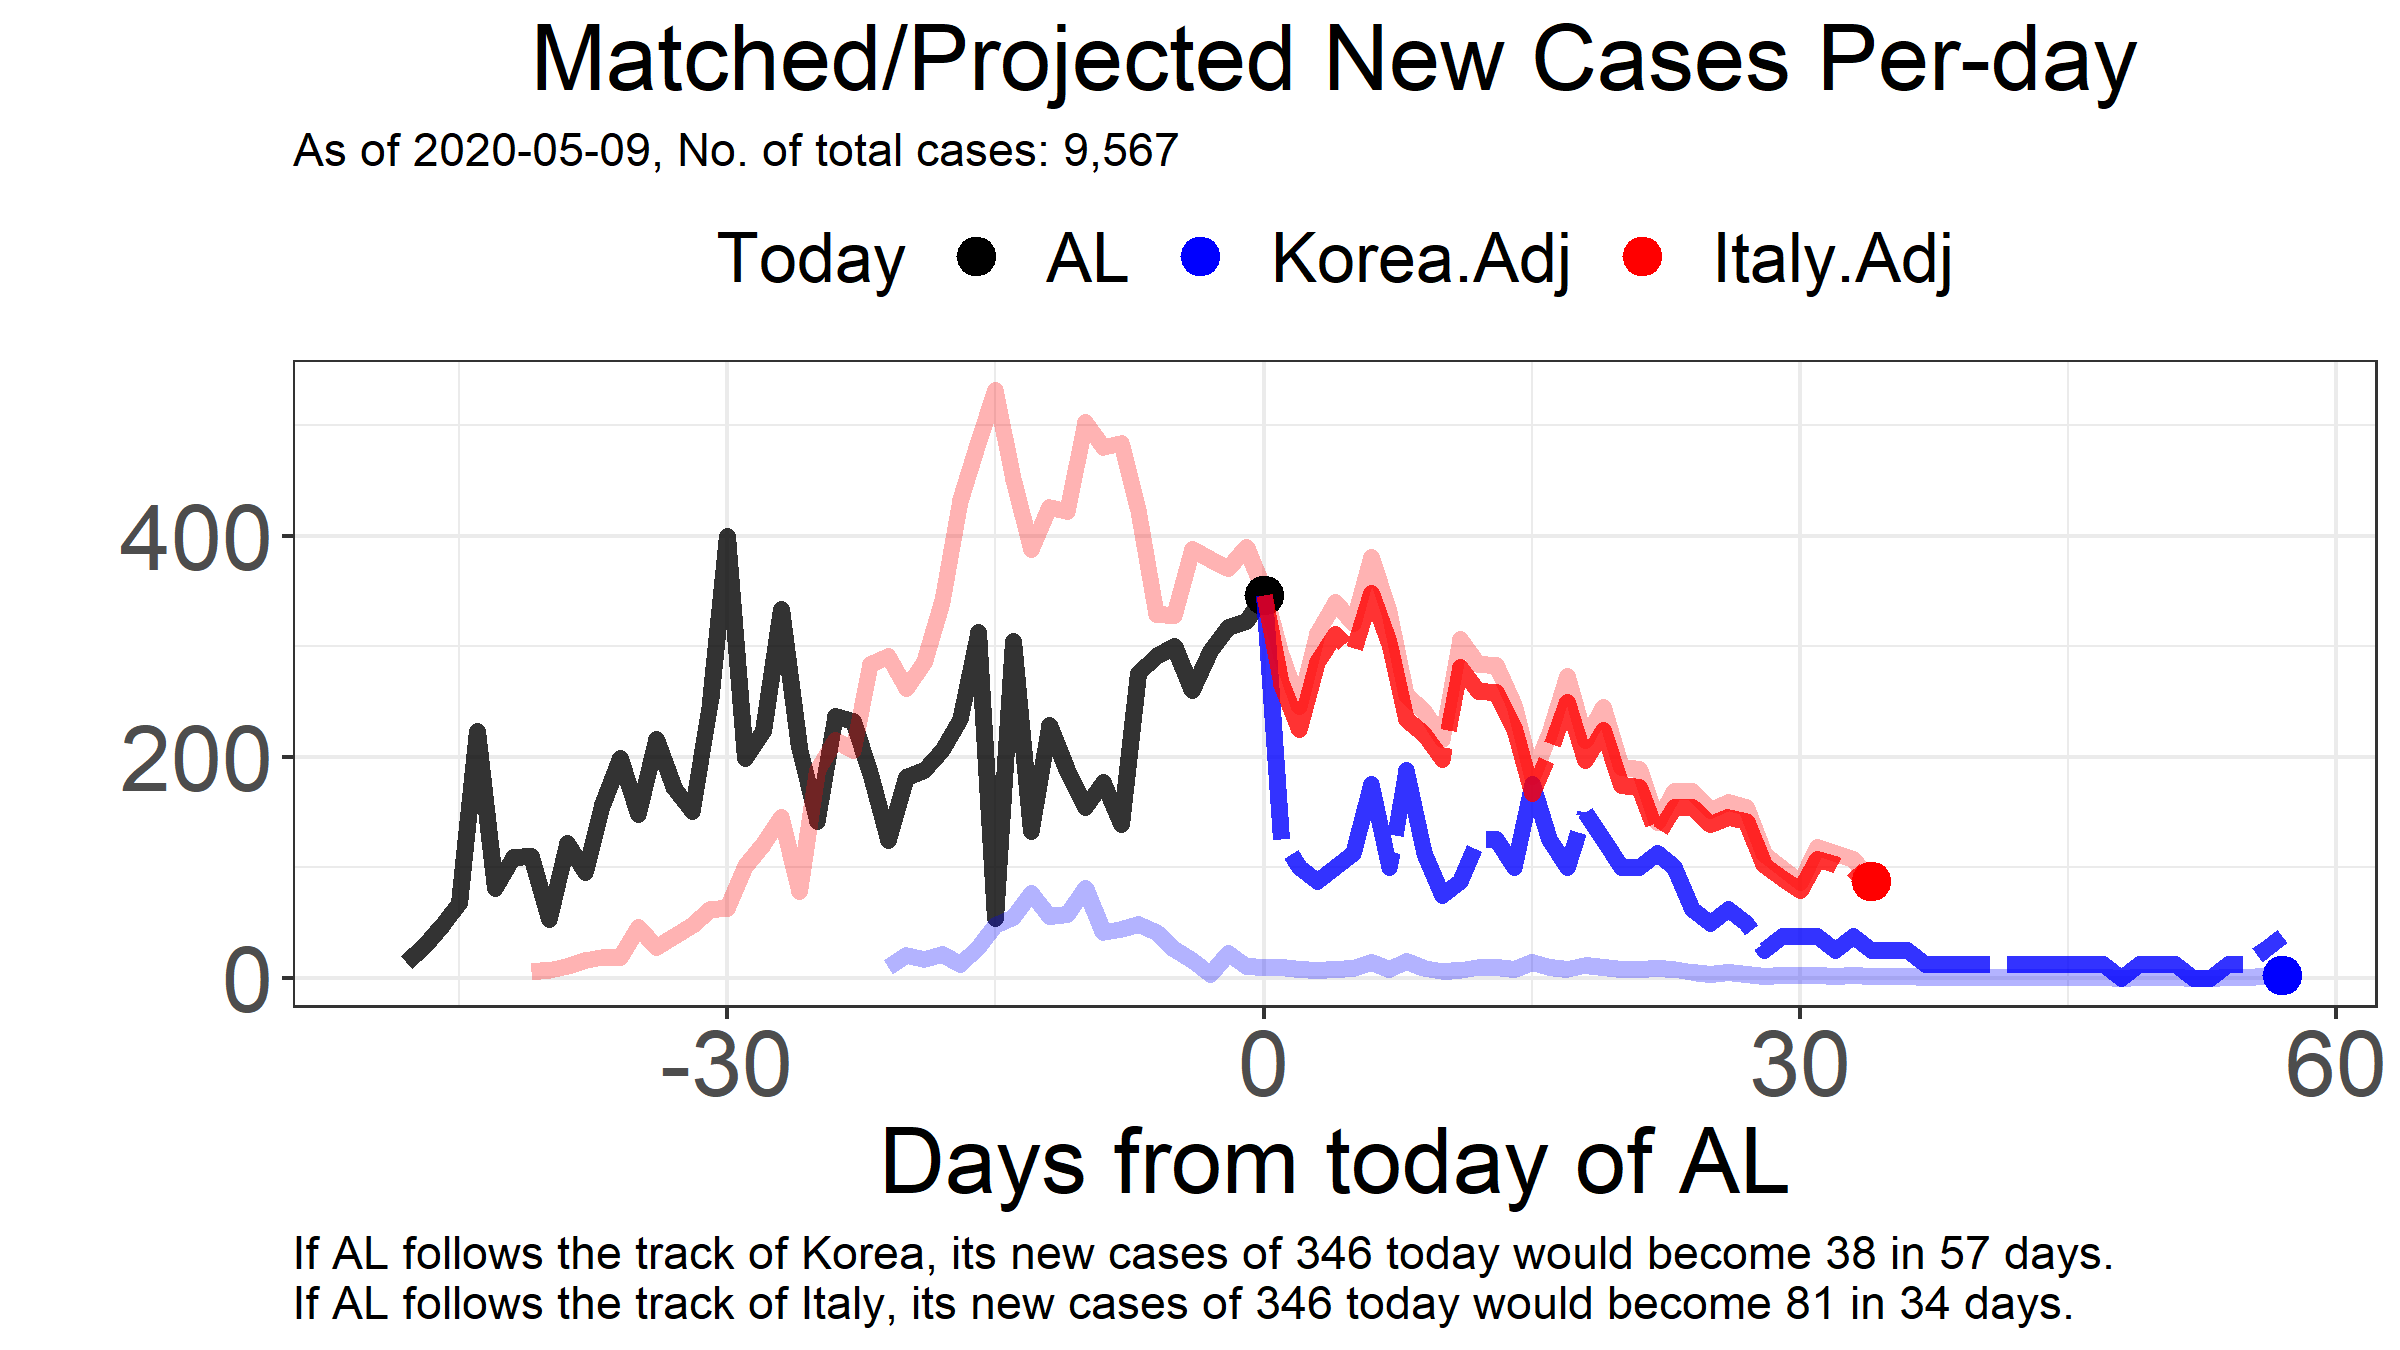 Matched/Projected New Cases Per-day
As of 2020-05-09, No. of total cases: 9,567
Today AL Korea.Adj Italy.Adj
400
200
0
-30 0 30 60
Days from today of AL
If AL follows the track of Korea, its new cases of 346 today would become 38 in 57 days.
If AL follows the track of Italy, its new cases of 346 today would become 81 in 34 days.